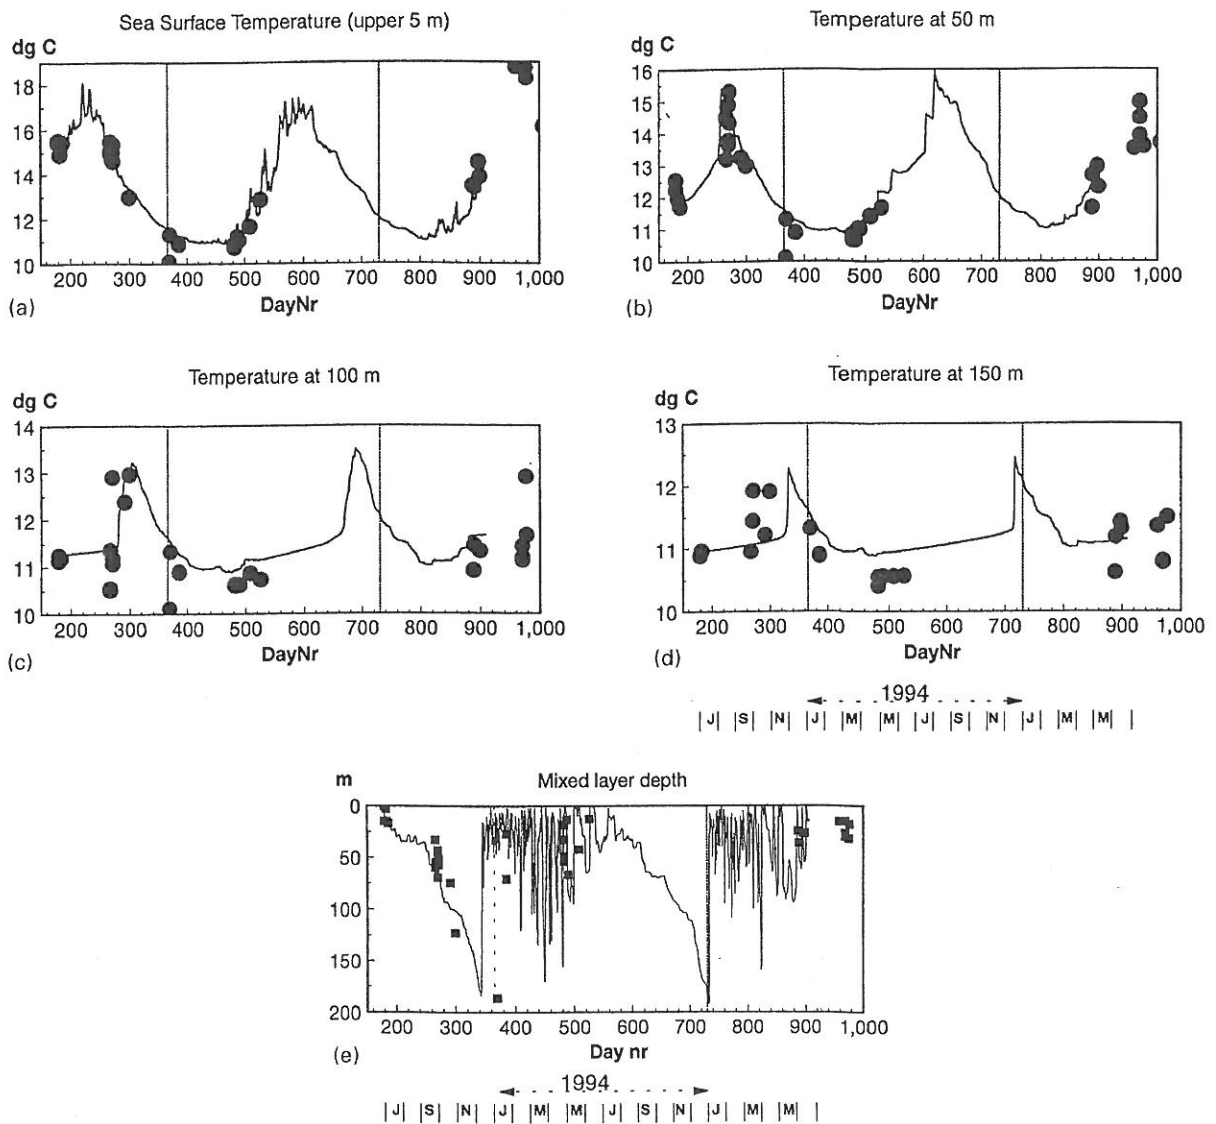 Sea Surface Temperature (upper 5 m)
dg C
18
16
14
12
10
200 300 400 500 600 700 800 900 1,000
DayNr
(a)
Temperature at 50 m
dg C
16
15
14
13
12
11
10
200 300 400 500 600 700 800 900 1,000
DayNr
(b)
Temperature at 100 m
dg C
14
13
12
11
10
200 300 400 500 600 700 800 900 1,000
DayNr
(c)
Temperature at 150 m
dg C
13
12
11
10
200 300 400 500 600 700 800 900 1,000
DayNr
(d)
1994
J S N J M M J S N J M M
Mixed layer depth
m
0
50
100
150
200
200 300 400 500 600 700 800 900 1,000
Day nr
(e)
1994
J S N J M M J S N J M M